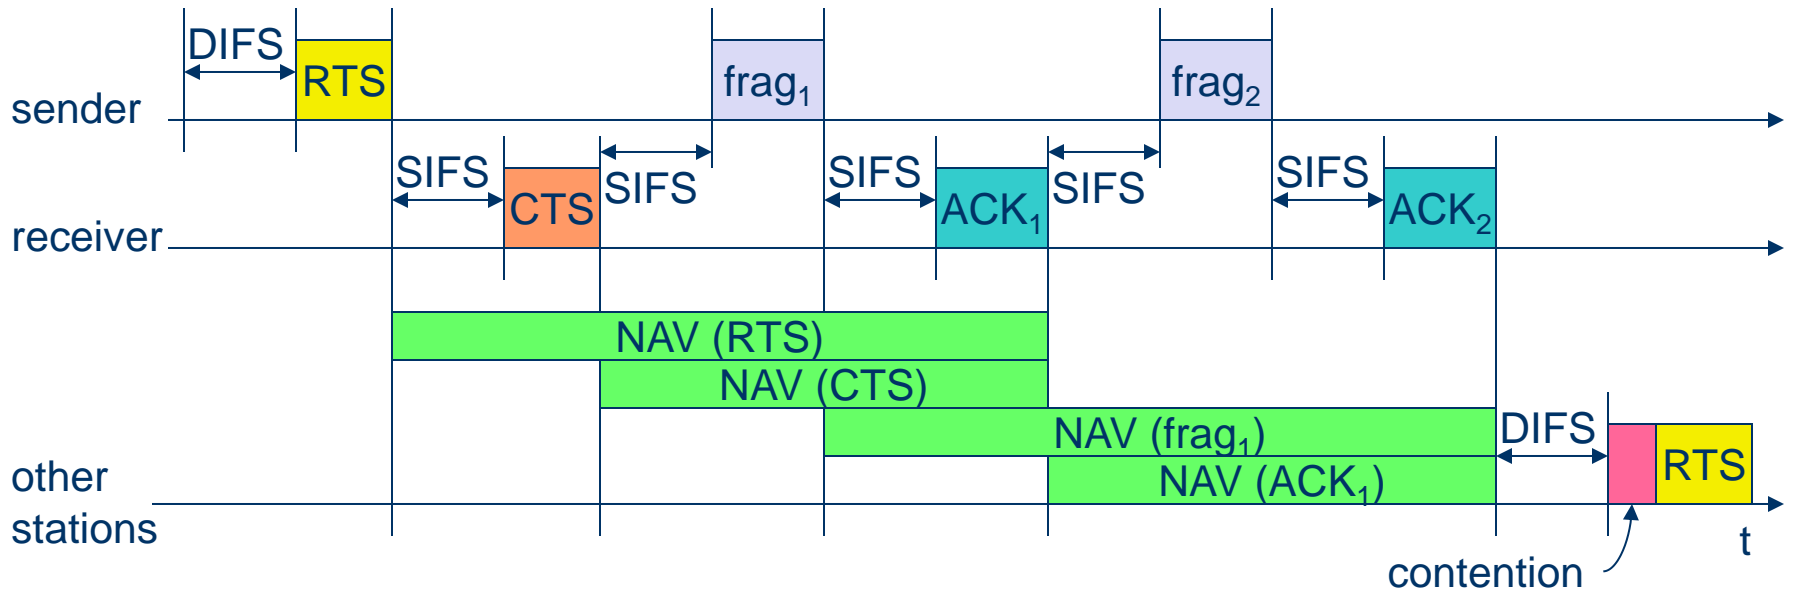 DIFS
RTS
frag₁
frag₂
sender
SIFS
CTS
SIFS
SIFS
ACK₁
SIFS
SIFS
ACK₂
receiver
NAV (RTS)
NAV (CTS)
NAV (frag₁)
NAV (ACK₁)
DIFS
RTS
other
stations
t
contention